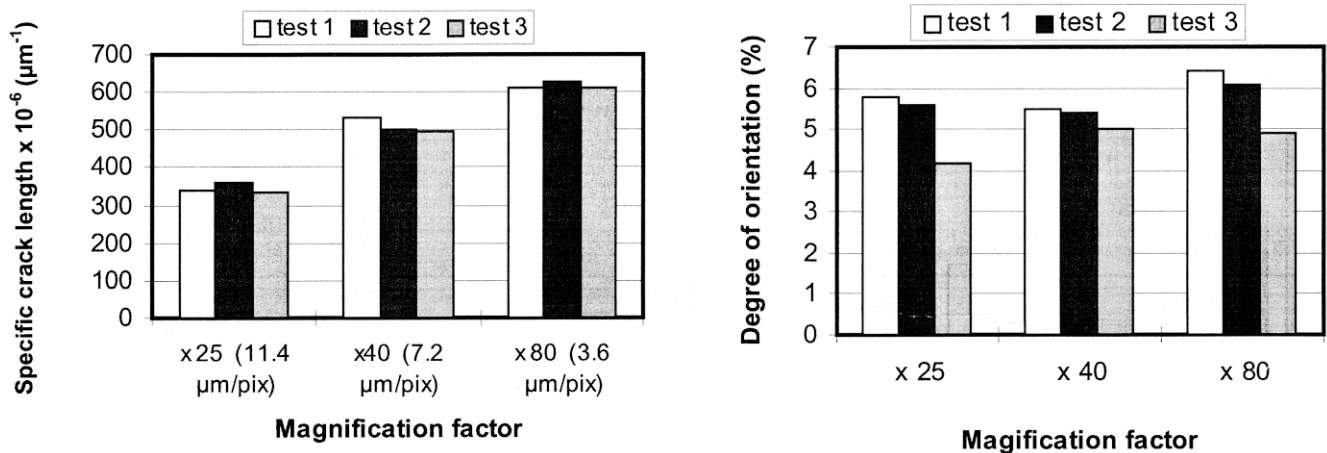 test 1 test 2 test 3
Specific crack length x 10⁻⁶ (µm⁻¹)
700
600
500
400
300
200
100
0
x25 (11.4 µm/pix)
x40 (7.2 µm/pix)
x80 (3.6 µm/pix)
Magnification factor
test 1 test 2 test 3
Degree of orientation (%)
7
6
5
4
3
2
1
0
x 25
x 40
x 80
Magification factor